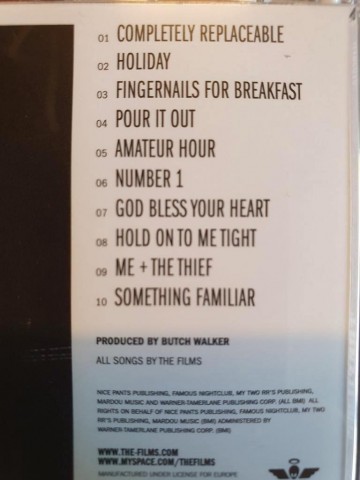 01 COMPLETELY REPLACEABLE
02 HOLIDAY
03 FINGERNAILS FOR BREAKFAST
04 POUR IT OUT
05 AMATEUR HOUR
06 NUMBER 1
07 GOD BLESS YOUR HEART
08 HOLD ON TO ME TIGHT
09 ME + THE THIEF
10 SOMETHING FAMILIAR
PRODUCED BY BUTCH WALKER
ALL SONGS BY THE FILMS
NICE PANTS PUBLISHING, FAMOUS NIGHTCLUB, MY TWO RR'S PUBLISHING,
MARDOU MUSIC AND WARNER-TAMERLANE PUBLISHING CORP. (ALL BMI) ALL
RIGHTS ON BEHALF OF NICE PANTS PUBLISHING, FAMOUS NIGHTCLUB, MY TWO
RR'S PUBLISHING, MARDOU MUSIC (BMI) ADMINISTERED BY
WARNER-TAMERLANE PUBLISHING CORP. (BMI)
WWW.THE-FILMS.COM
WWW.MYSPACE.COM/THEFILMS
MANUFACTURED UNDER LICENSE FOR EUROPE